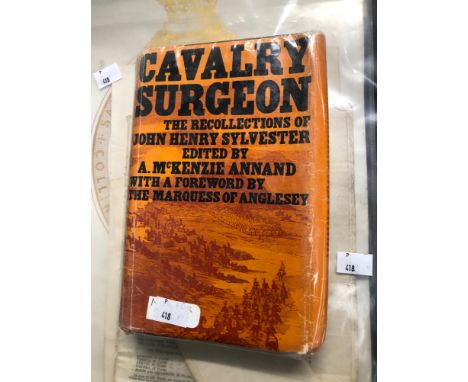 CAVALRY
SURGEON
THE RECOLLECTIONS OF
JOHN HENRY SYLVESTER
EDITED BY
A. McKENZIE ANNAND
WITH A FOREWORD BY
THE MARQUESS OF ANGLESEY
P
418
P
418
P
418